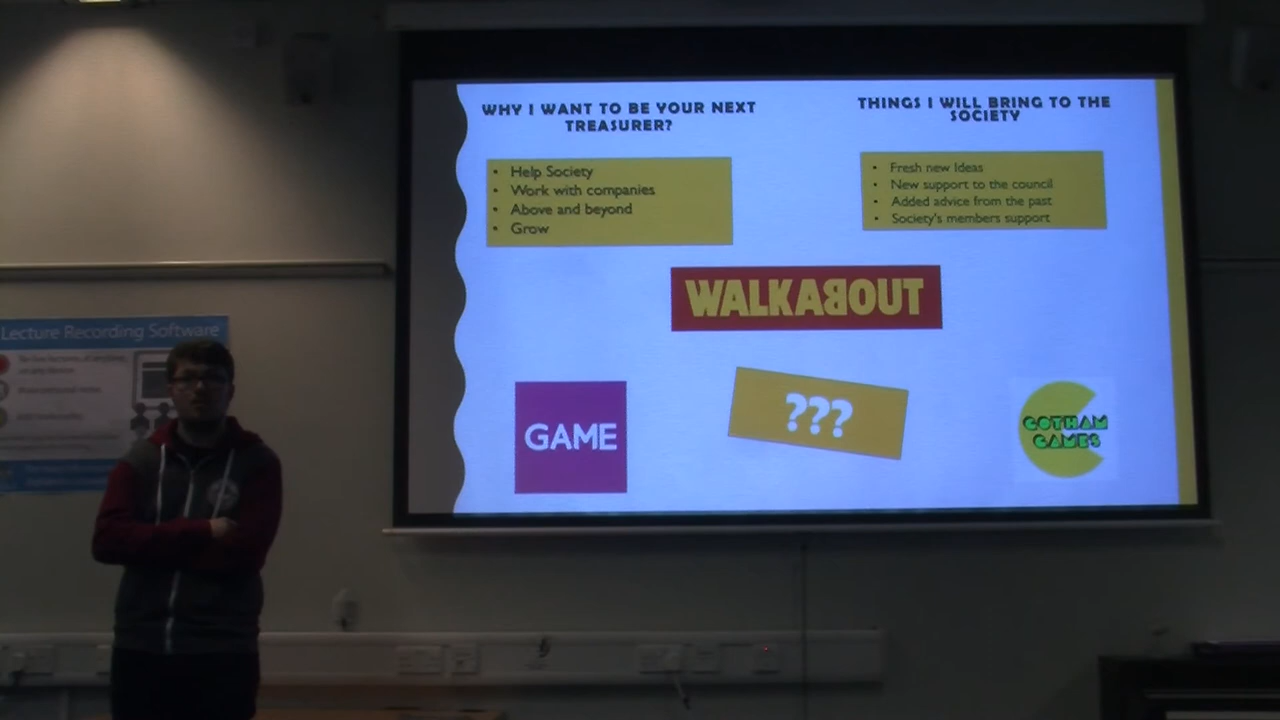 WHY I WANT TO BE YOUR NEXT
TREASURER?
• Help Society
• Work with companies
• Above and beyond
• Grow
THINGS I WILL BRING TO THE
SOCIETY
• Fresh new Ideas
• New support to the council
• Added advice from the past
• Society's members support
WALKABOUT
GAME
???
GOTHAM
GAMES
Lecture Recording Software